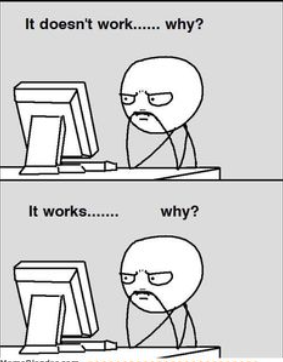 It doesn't work...... why?
It works....... why?